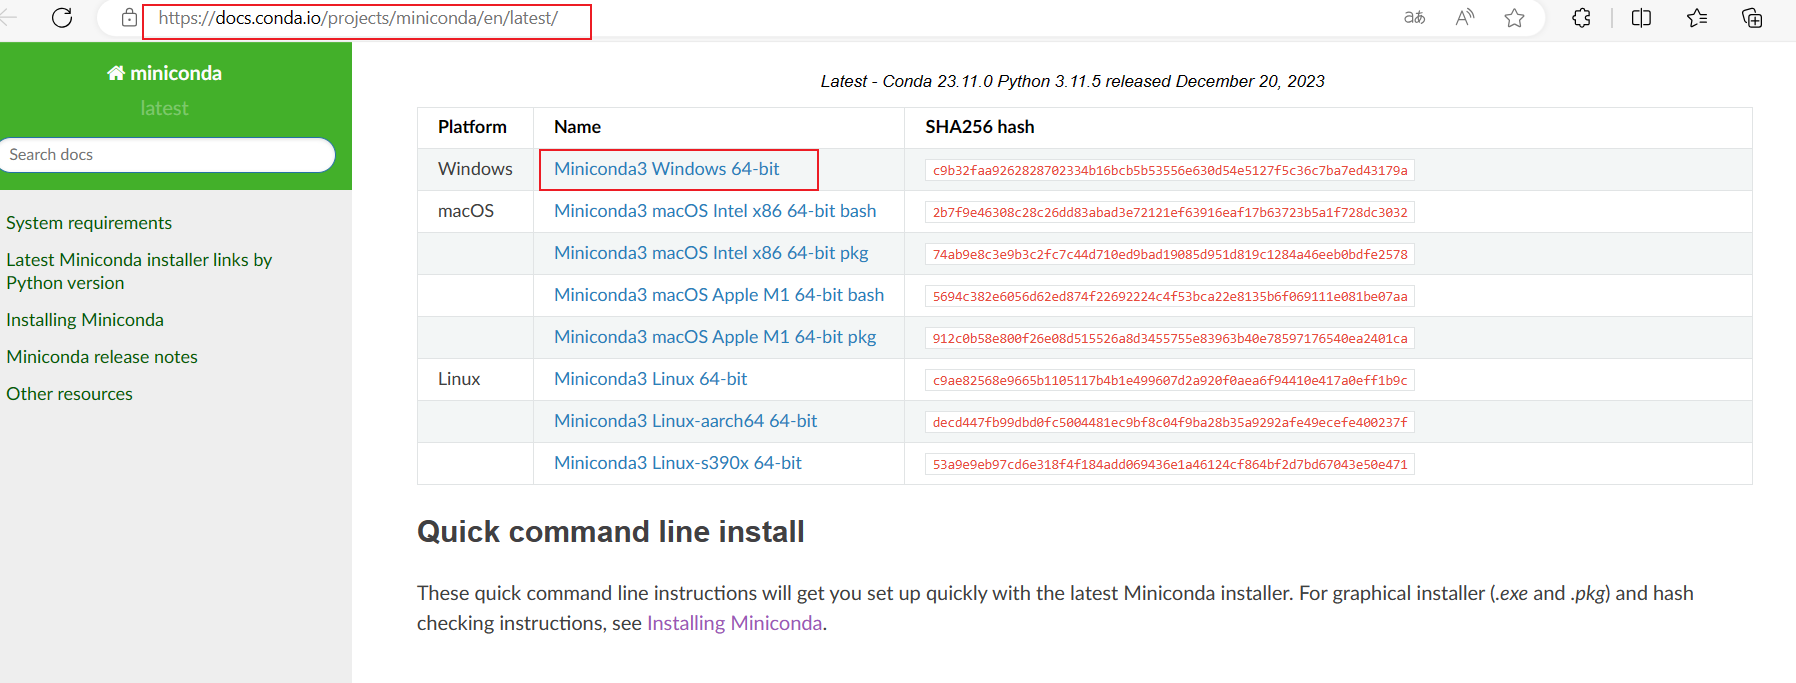 https://docs.conda.io/projects/miniconda/en/latest/
miniconda
latest
Search docs
System requirements
Latest Miniconda installer links by
Python version
Installing Miniconda
Miniconda release notes
Other resources
Latest - Conda 23.11.0 Python 3.11.5 released December 20, 2023
Platform Name SHA256 hash
Windows Miniconda3 Windows 64-bit c9b32faa9262828702334b16bcb5b53556e630d54e5127f5c36c7ba7ed43179a
macOS Miniconda3 macOS Intel x86 64-bit bash 2b7f9e46308c28c26dd83abad3e72121ef63916eaf17b63723b5a1f728dc3032
Miniconda3 macOS Intel x86 64-bit pkg 74ab9e8c3e9b3c2fc7c44d710ed9bad19085d951d819c1284a46eeb0bdfe2578
Miniconda3 macOS Apple M1 64-bit bash 5694c382e6056d62ed874f22692224c4f53bca22e8135b6f069111e081be07aa
Miniconda3 macOS Apple M1 64-bit pkg 912c0b58e800f26e08d515526a8d3455755e83963b40e78597176540ea2401ca
Linux Miniconda3 Linux 64-bit c9ae82568e9665b1105117b4b1e499607d2a920f0aea6f94410e417a0eff1b9c
Miniconda3 Linux-aarch64 64-bit decd447fb99dbd0fc5004481ec9bf8c04f9ba28b35a9292afe49ecefe400237f
Miniconda3 Linux-s390x 64-bit 53a9e9eb97cd6e318f4f184add069436e1a46124cf864bf2d7bd67043e50e471
Quick command line install
These quick command line instructions will get you set up quickly with the latest Miniconda installer. For graphical installer (.exe and .pkg) and hash
checking instructions, see Installing Miniconda.